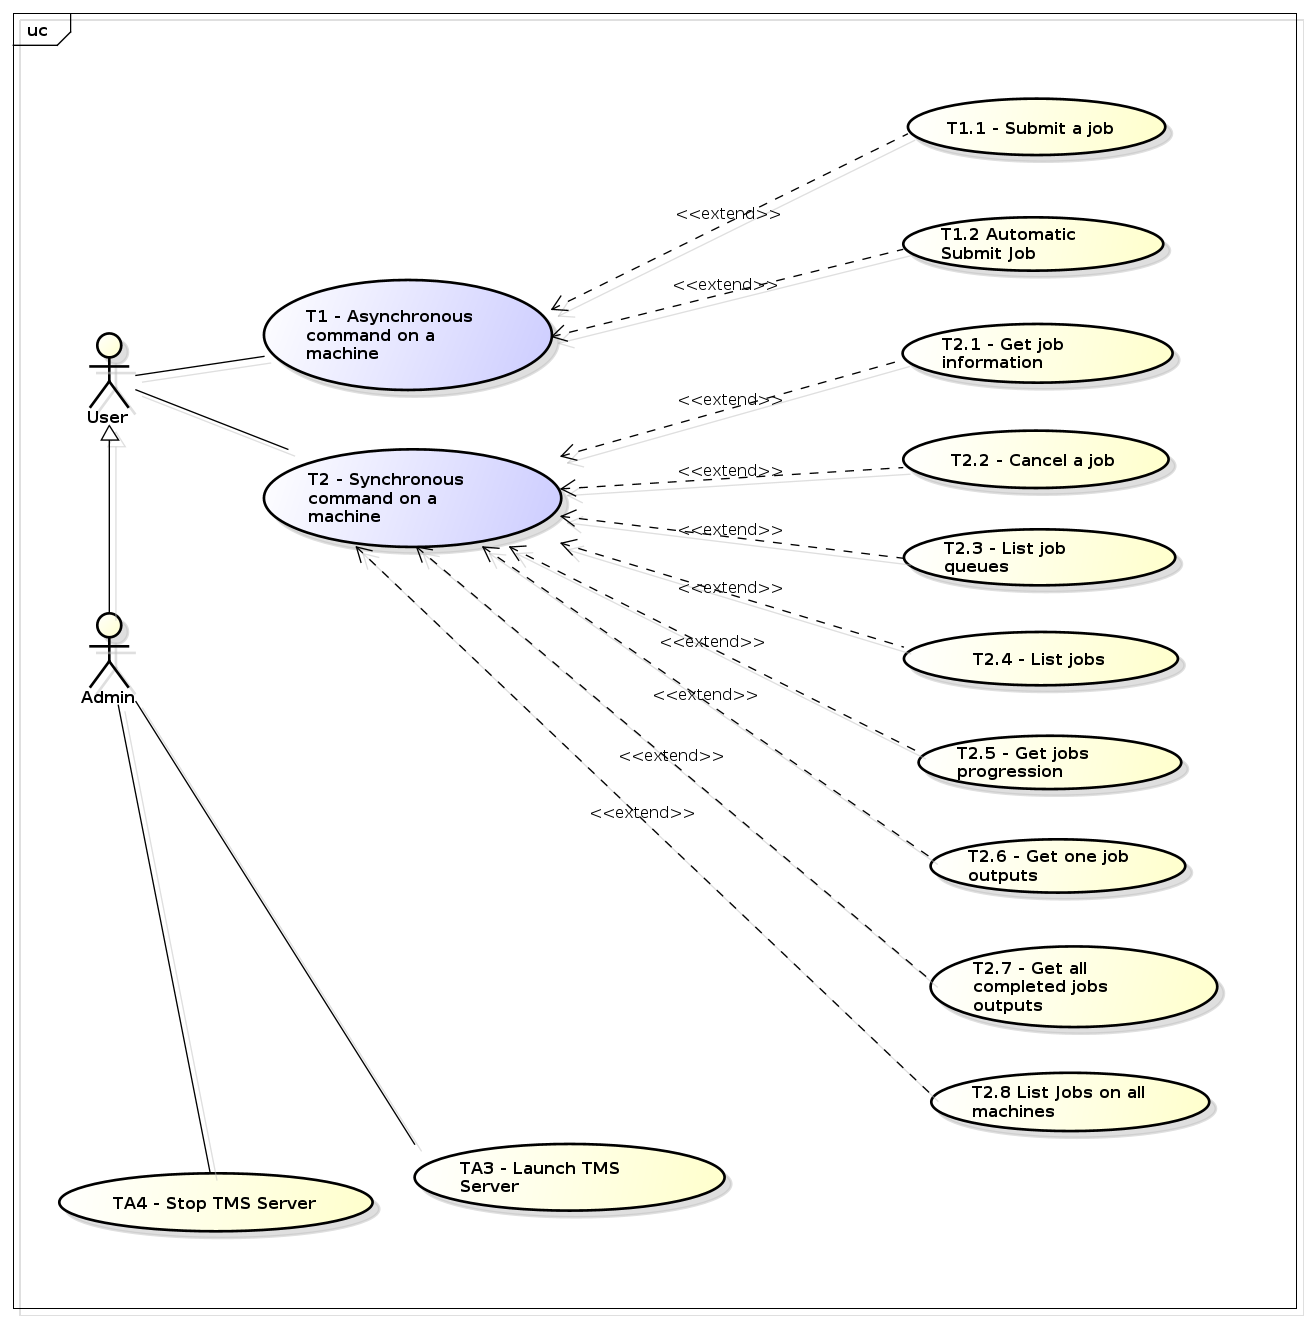 uc
T1.1 - Submit a job
<<extend>>
T1.2 Automatic
Submit Job
<<extend>>
T1 - Asynchronous
command on a
machine
T2.1 - Get job
information
<<extend>>
User
T2.2 - Cancel a job
<<extend>>
T2 - Synchronous
command on a
machine
<<extend>>
T2.3 - List job
queues
<<extend>>
T2.4 - List jobs
<<extend>>
Admin
<<extend>>
T2.5 - Get jobs
progression
<<extend>>
<<extend>>
T2.6 - Get one job
outputs
T2.7 - Get all
completed jobs
outputs
T2.8 List Jobs on all
machines
TA3 - Launch TMS
Server
TA4 - Stop TMS Server